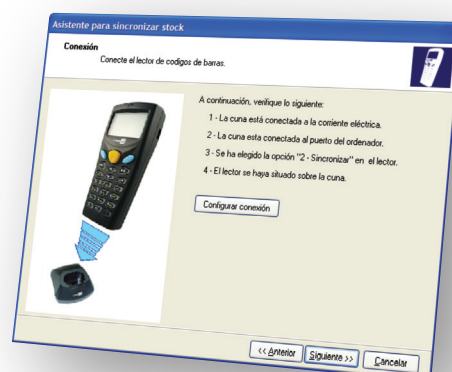 Asistente para sincronizar stock
Conexión
Conecte el lector de codigos de barras.
A continuación, verifique lo siguiente:
1 - La cuna está conectada a la corriente eléctrica.
2 - La cuna esta conectada al puerto del ordenador.
3 - Se ha elegido la opción "2 - Sincronizar" en el lector.
4 - El lector se haya situado sobre la cuna.
Configurar conexión
<< Anterior
Siguiente >>
Cancelar